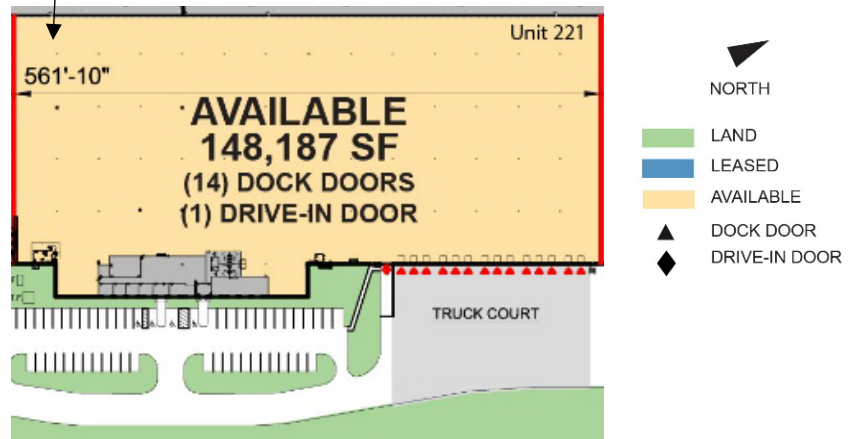 Unit 221
561'-10"
AVAILABLE
148,187 SF
(14) DOCK DOORS
(1) DRIVE-IN DOOR
TRUCK COURT
NORTH
LAND
LEASED
AVAILABLE
DOCK DOOR
DRIVE-IN DOOR